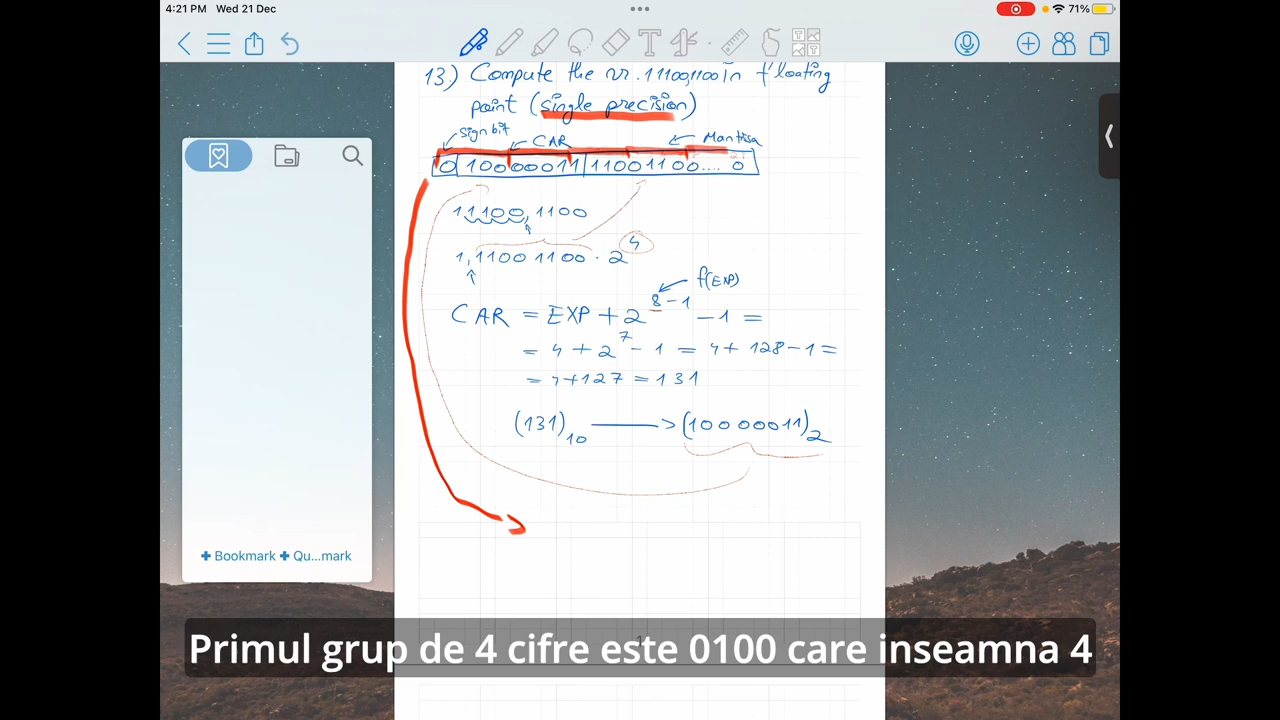 4:21 PM Wed 21 Dec
71%
13.) Compute the nr. 11100,1100 in floating
point (single precision)
Sign bit
CAR
Mantissa
0 10000011 11001100.... 0
11100,1100
1,11001100 · 2^4
f(EXP)
CAR = EXP + 2^8-1 - 1 =
= 4 + 2^7 - 1 = 4 + 128 - 1 =
= 4 + 127 = 131
(131)10 → (10000011)2
Bookmark Qu...mark
Primul grup de 4 cifre este 0100 care inseamna 4